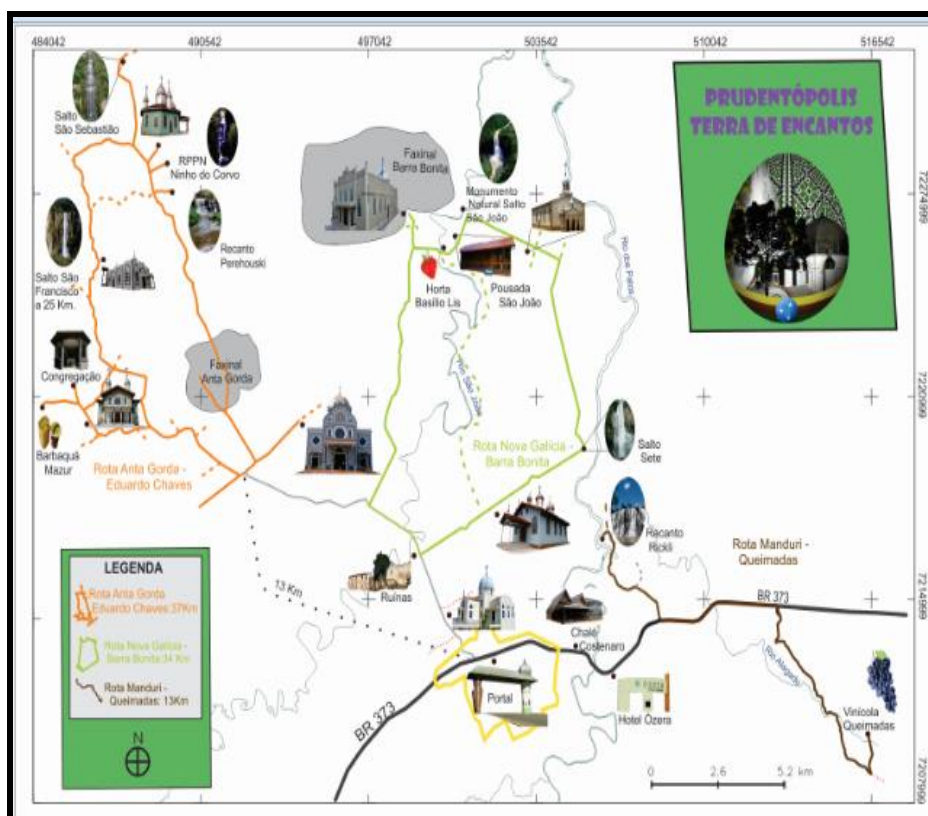 484042
490542
497042
503542
510042
516542
PRUDENTÓPOLIS
TERRA DE ENCANTOS
Salto
São Sebastião
RPPN
Ninho do Corvo
Faxinal
Barra Bonita
Monumento
Natural Salto
São João
72274999
Salto São
Francisco
a 25 Km.
Recanto
Perehouski
Horta
Basílio Lis
Pousada
São João
Rio dos Patos
Rio São João
Congregação
Faxinal
Anta Gorda
7220999
Barbaquá
Mazur
Rota Anta Gorda -
Eduardo Chaves
Rota Nova Galícia -
Barra Bonita
Salto
Sete
Recanto
Rickli
Rota Manduri -
Queimadas
LEGENDA
Rota Anta Gorda
Eduardo Chaves:37Km
Rota Nova Galícia -
Barra Bonita:34 Km
Rota Manduri -
Queimadas: 13Km
N
13 Km
Ruínas
BR 373
7214999
Chalé
Costenaro
Portal
BR 373
Hotel Ózera
Vinícola
Queimadas
0 2.6 5.2 km
7207999